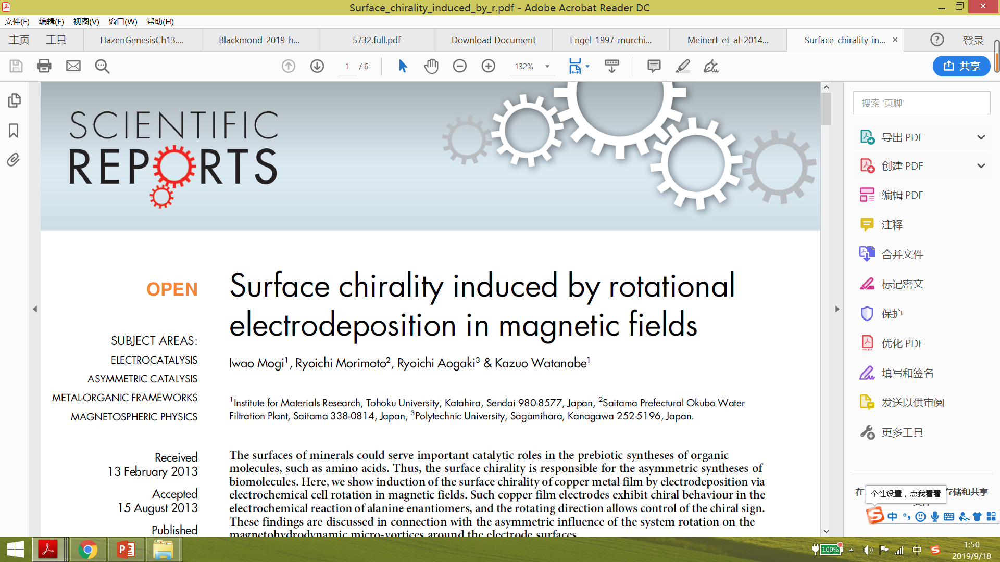 Surface_chirality_induced_by_r.pdf - Adobe Acrobat Reader DC
文件(F) 编辑(E) 视图(V) 窗口(W) 帮助(H)
主页 工具 HazenGenesisCh13.... Blackmond-2019-h... 5732.full.pdf Download Document Engel-1997-murchi... Meinert_et_al-2014... Surface_chirality_in... × ? 登录
1 / 6 132% 共享
SCIENTIFIC
REPORTS
OPEN
Surface chirality induced by rotational
electrodeposition in magnetic fields
SUBJECT AREAS:
ELECTROCATALYSIS
ASYMMETRIC CATALYSIS
METAL-ORGANIC FRAMEWORKS
MAGNETOSPHERIC PHYSICS
Iwao Mogi1, Ryoichi Morimoto2, Ryoichi Aogaki3 & Kazuo Watanabe1
1Institute for Materials Research, Tohoku University, Katahira, Sendai 980-8577, Japan, 2Saitama Prefectural Okubo Water
Filtration Plant, Saitama 338-0814, Japan, 3Polytechnic University, Sagamihara, Kanagawa 252-5196, Japan.
Received
13 February 2013
Accepted
15 August 2013
Published
The surfaces of minerals could serve important catalytic roles in the prebiotic syntheses of organic
molecules, such as amino acids. Thus, the surface chirality is responsible for the asymmetric syntheses of
biomolecules. Here, we show induction of the surface chirality of copper metal film by electrodeposition via
electrochemical cell rotation in magnetic fields. Such copper film electrodes exhibit chiral behaviour in the
electrochemical reaction of alanine enantiomers, and the rotating direction allows control of the chiral sign.
These findings are discussed in connection with the asymmetric influence of the system rotation on the
magnetohydrodynamic micro-vortices around the electrode surfaces.
搜索 '页脚'
导出 PDF
创建 PDF
编辑 PDF
注释
合并文件
标记密文
保护
优化 PDF
填写和签名
发送以供审阅
更多工具
在 存储和共享
个性设置，点我看看
S 中
100% 中 S
1:50
2019/9/18